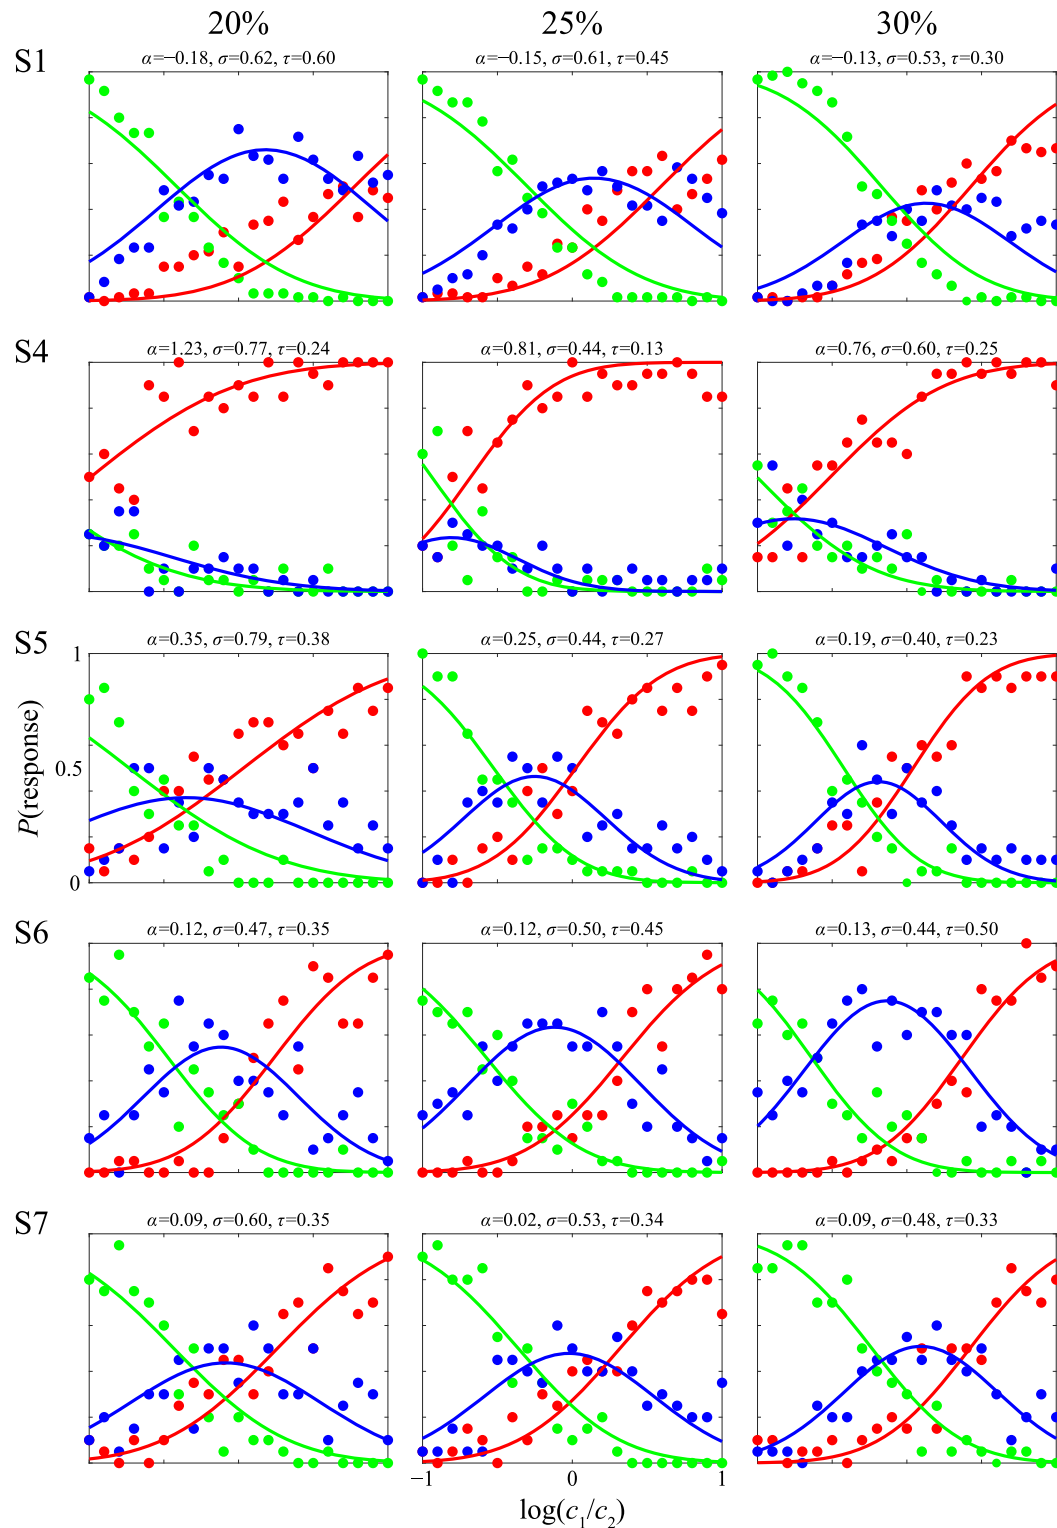 20% 25% 30%
S1
α=−0.18, σ=0.62, τ=0.60 α=−0.15, σ=0.61, τ=0.45 α=−0.13, σ=0.53, τ=0.30
S4
α=1.23, σ=0.77, τ=0.24 α=0.81, σ=0.44, τ=0.13 α=0.76, σ=0.60, τ=0.25
S5
α=0.35, σ=0.79, τ=0.38 α=0.25, σ=0.44, τ=0.27 α=0.19, σ=0.40, τ=0.23
1
P(response)
0.5
0
S6
α=0.12, σ=0.47, τ=0.35 α=0.12, σ=0.50, τ=0.45 α=0.13, σ=0.44, τ=0.50
S7
α=0.09, σ=0.60, τ=0.35 α=0.02, σ=0.53, τ=0.34 α=0.09, σ=0.48, τ=0.33
−1 0 1
log(c₁/c₂)